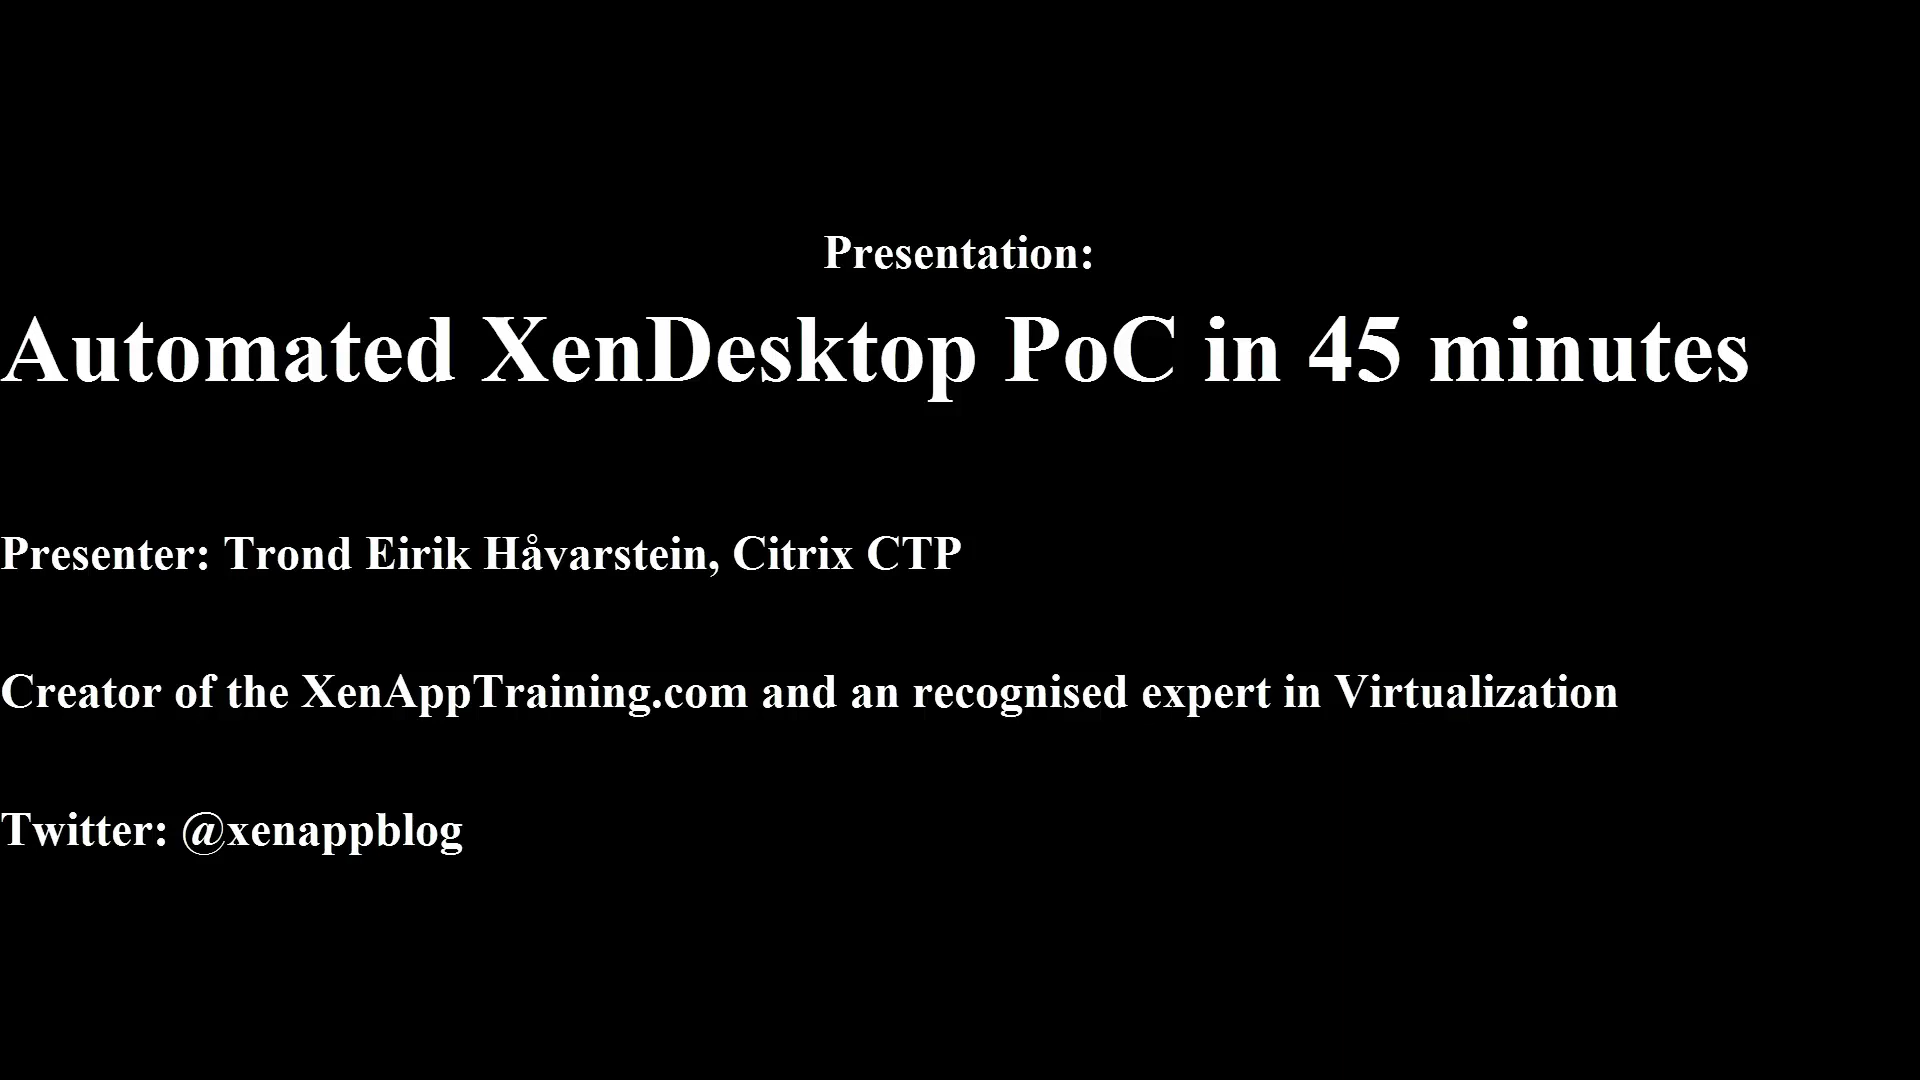 Presentation:
Automated XenDesktop PoC in 45 minutes
Presenter: Trond Eirik Håvarstein, Citrix CTP
Creator of the XenAppTraining.com and an recognised expert in Virtualization
Twitter: @xenappblog